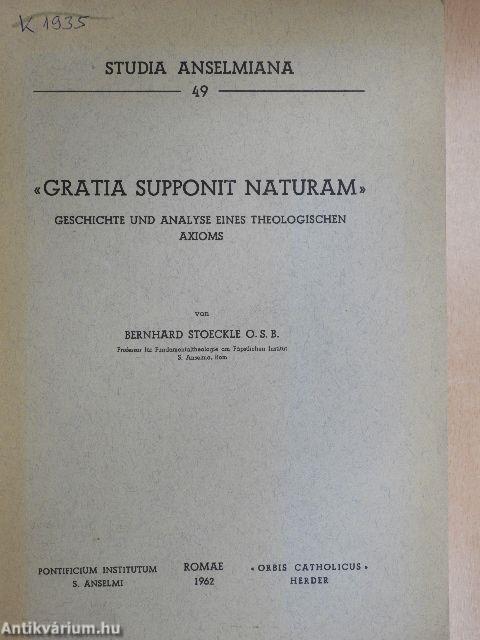 K 1935
STUDIA ANSELMIANA
49
«GRATIA SUPPONIT NATURAM»
GESCHICHTE UND ANALYSE EINES THEOLOGISCHEN
AXIOMS
von
BERNHARD STOECKLE O. S. B.
Professor für Fundamentaltheologie am Päpstlichen Institut
S. Anselmo, Rom
PONTIFICIUM INSTITUTUM
S. ANSELMI
ROMAE
1962
« ORBIS CATHOLICUS »
HERDER
Antikvárium.hu